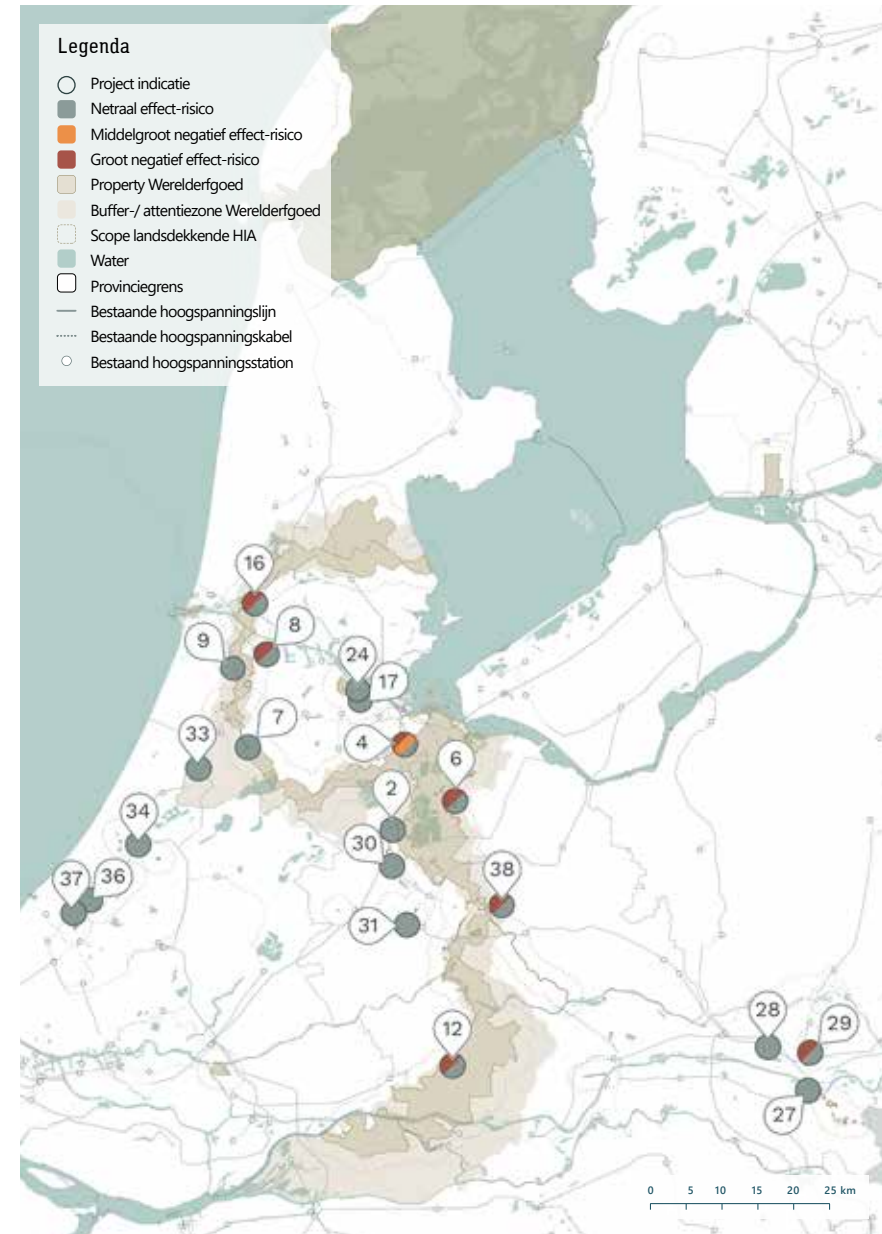 Legenda
Project indicatie
Netraal effect-risico
Middelgroot negatief effect-risico
Groot negatief effect-risico
Property Werelderfgoed
Buffer-/ attentiezone Werelderfgoed
Scope landsdekkende HIA
Water
Provinciegrens
Bestaande hoogspanningslijn
Bestaande hoogspanningskabel
Bestaand hoogspanningsstation
16
8
9
24
17
7
4
33
6
2
34
30
37
36
38
31
28
29
12
27
0 5 10 15 20 25 km